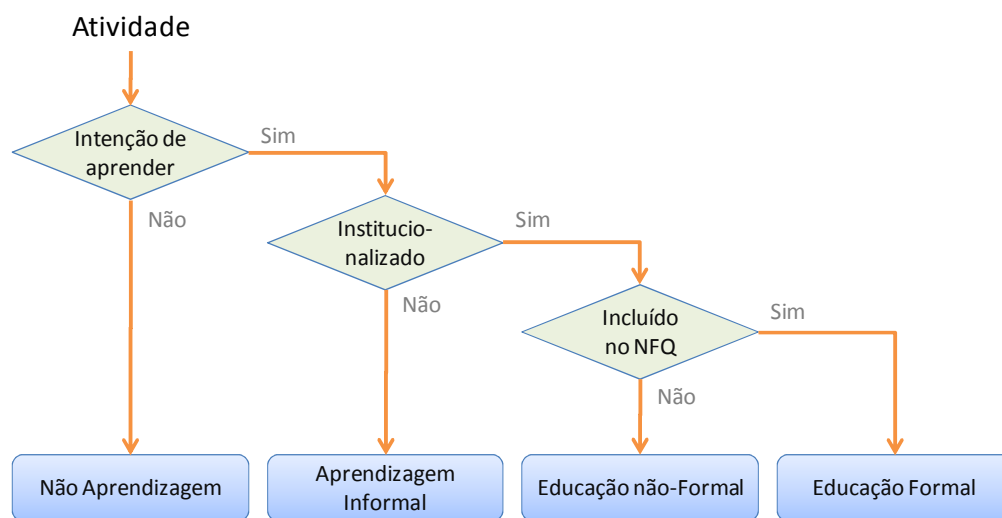 Atividade
Intenção de
aprender
Sim
Não
Institucio-
nalizado
Sim
Não
Incluído
no NFQ
Sim
Não
Não Aprendizagem
Aprendizagem
Informal
Educação não-Formal
Educação Formal